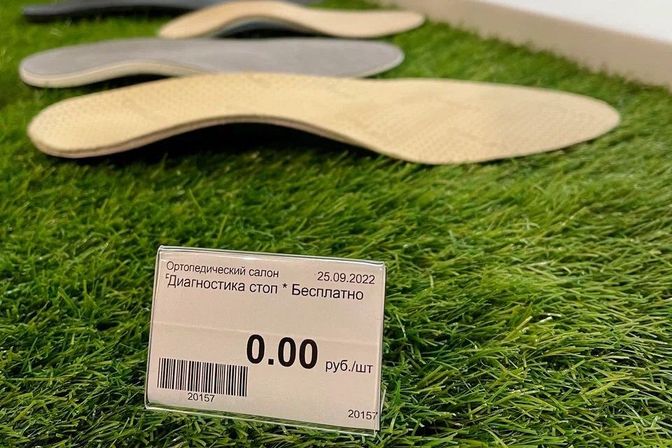 Ортопедический салон 25.09.2022
"Диагностика стоп * Бесплатно
0.00 руб./шт
20157
20157